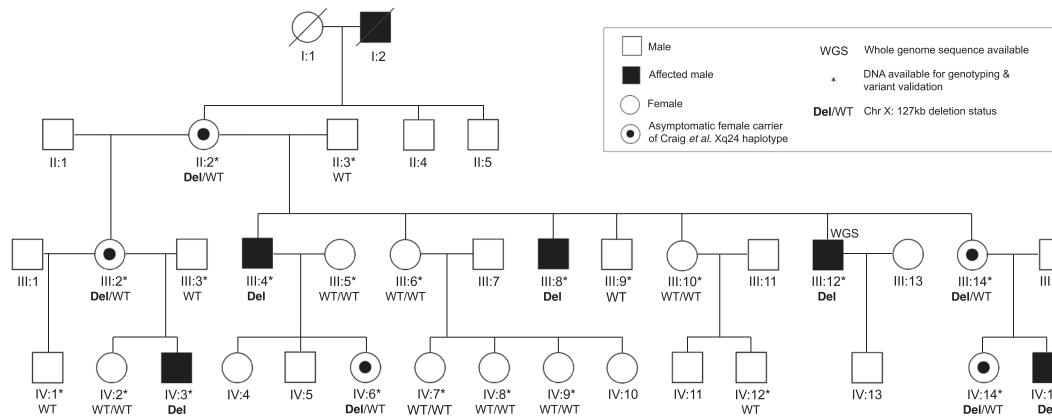 I:1 I:2
Male WGS Whole genome sequence available
Affected male * DNA available for genotyping &
variant validation
Female Del/WT Chr X: 127kb deletion status
Asymptomatic female carrier
of Craig et al. Xq24 haplotype
II:1 II:2* II:3* II:4 II:5
Del/WT WT
WGS
III:1 III:2* III:3* III:4* III:5* III:6* III:7 III:8* III:9* III:10* III:11 III:12* III:13 III:14*
Del/WT WT Del WT/WT WT/WT Del WT WT/WT Del Del/WT
IV:1* IV:2* IV:3* IV:4 IV:5 IV:6* IV:7* IV:8* IV:9* IV:10 IV:11 IV:12* IV:13 IV:14*
WT WT/WT Del Del/WT WT/WT WT/WT WT/WT WT Del/WT